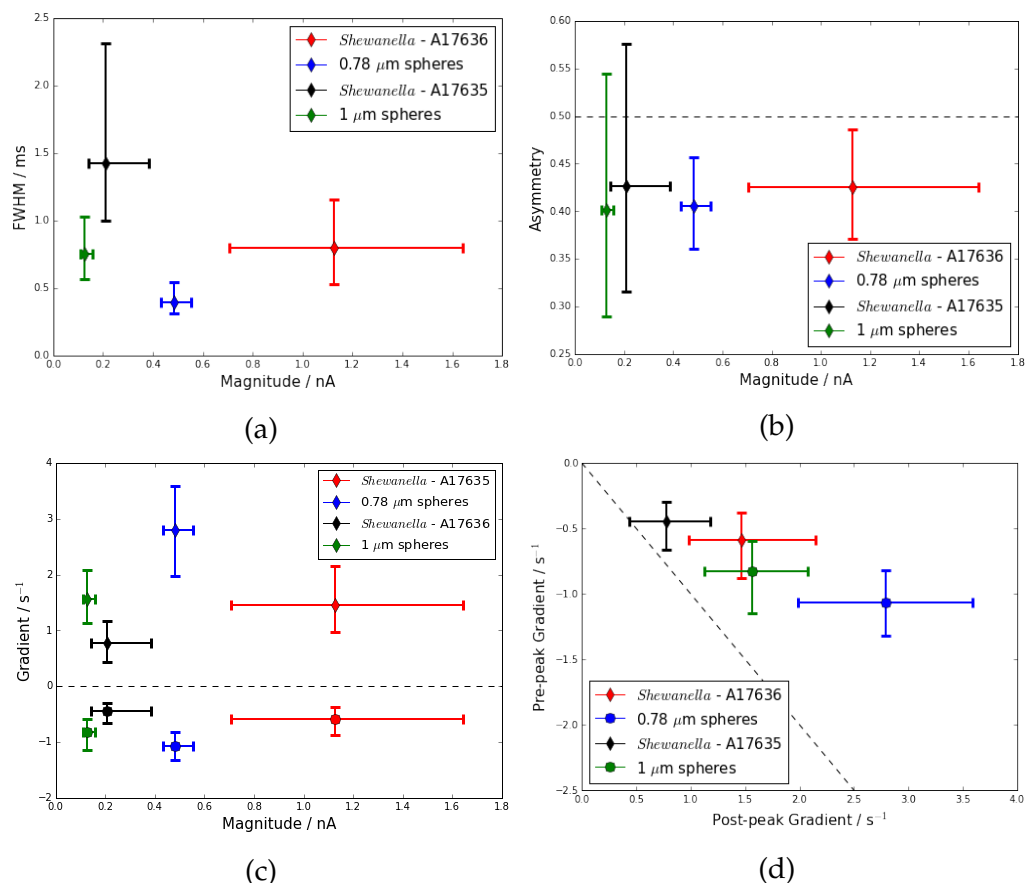 2.5
2.0
1.5
1.0
0.5
0.0
FWHM / ms
0.0 0.2 0.4 0.6 0.8 1.0 1.2 1.4 1.6 1.8
Magnitude / nA
Shewanella - A17636
0.78 μm spheres
Shewanella - A17635
1 μm spheres
(a)
0.60
0.55
0.50
0.45
0.40
0.35
0.30
0.25
Asymmetry
0.0 0.2 0.4 0.6 0.8 1.0 1.2 1.4 1.6 1.8
Magnitude / nA
Shewanella - A17636
0.78 μm spheres
Shewanella - A17635
1 μm spheres
(b)
4
3
2
1
0
−1
−2
Gradient / s⁻¹
0.0 0.2 0.4 0.6 0.8 1.0 1.2 1.4 1.6 1.8
Magnitude / nA
Shewanella - A17635
0.78 μm spheres
Shewanella - A17636
1 μm spheres
(c)
0.0
−0.5
−1.0
−1.5
−2.0
−2.5
Pre-peak Gradient / s⁻¹
0.0 0.5 1.0 1.5 2.0 2.5 3.0 3.5 4.0
Post-peak Gradient / s⁻¹
Shewanella - A17636
0.78 μm spheres
Shewanella - A17635
1 μm spheres
(d)